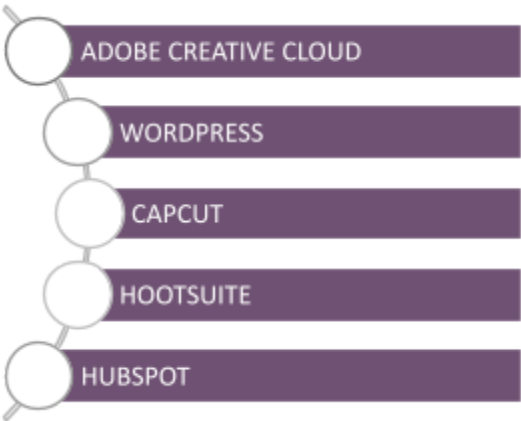 ADOBE CREATIVE CLOUD
WORDPRESS
CAPCUT
HOOTSUITE
HUBSPOT